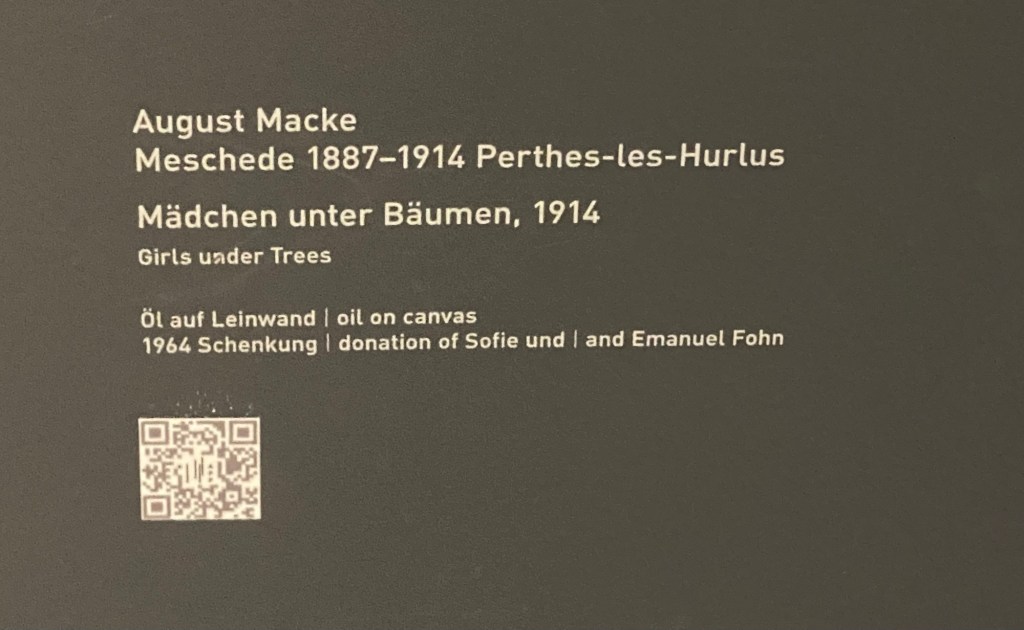 August Macke
Meschede 1887–1914 Perthes-les-Hurlus
Mädchen unter Bäumen, 1914
Girls under Trees
Öl auf Leinwand | oil on canvas
1964 Schenkung | donation of Sofie und | and Emanuel Fohn